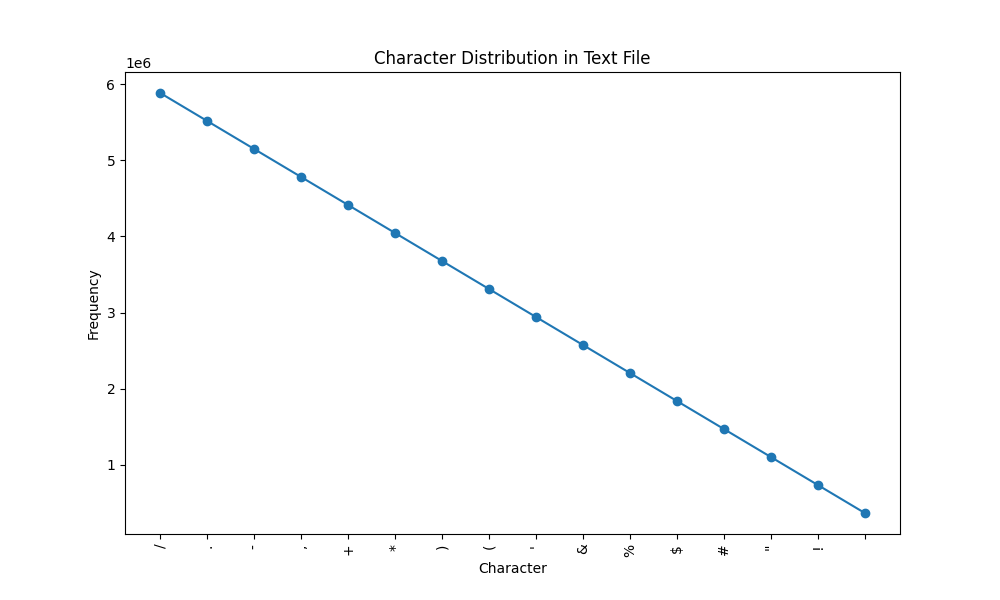 Character Distribution in Text File
1e6
6
5
4
3
2
1
Frequency
/ . - , + * ) ( ' & % $ # " !
Character